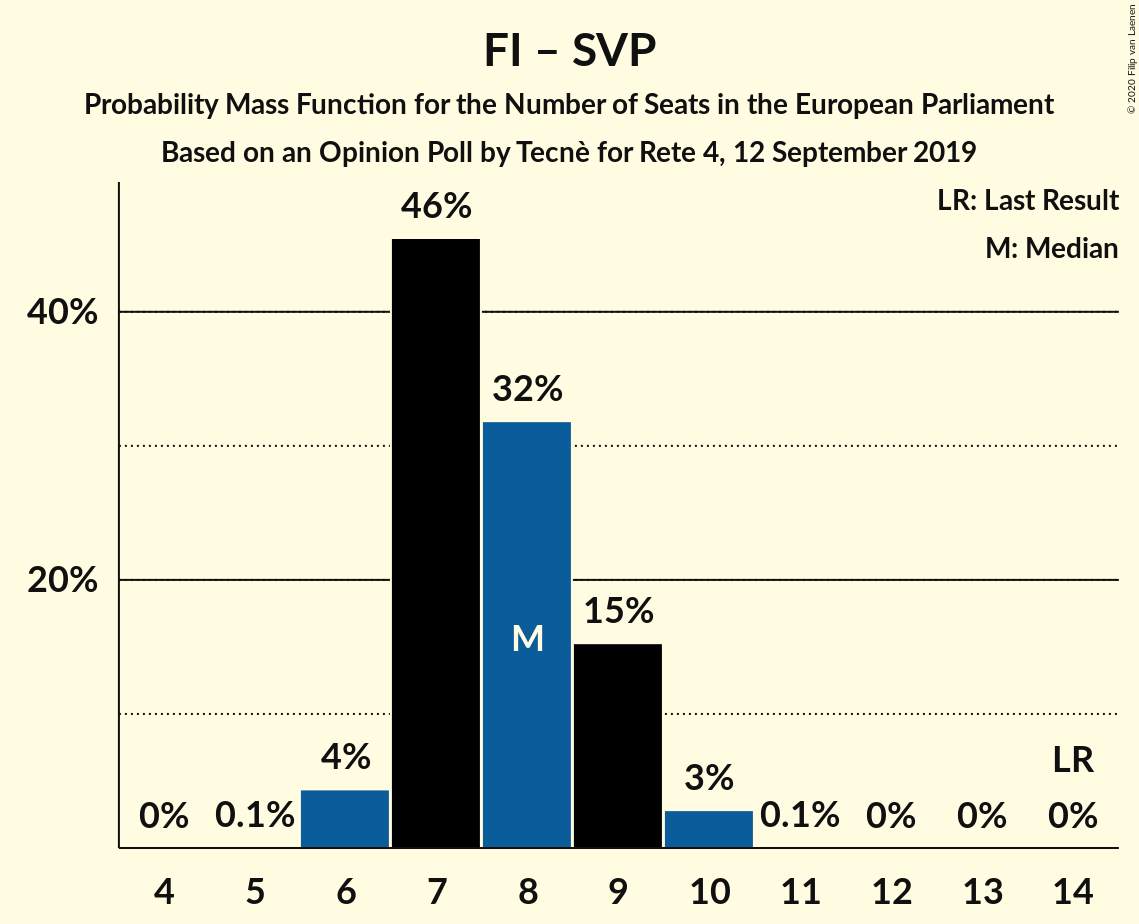 FI – SVP
Probability Mass Function for the Number of Seats in the European Parliament
Based on an Opinion Poll by Tecnè for Rete 4, 12 September 2019
© 2020 Filip van Laenen
LR: Last Result
M: Median
46%
40%
32%
20%
15%
M
4%
3%
LR
0%
0.1%
0.1%
0%
0%
0%
4 5 6 7 8 9 10 11 12 13 14